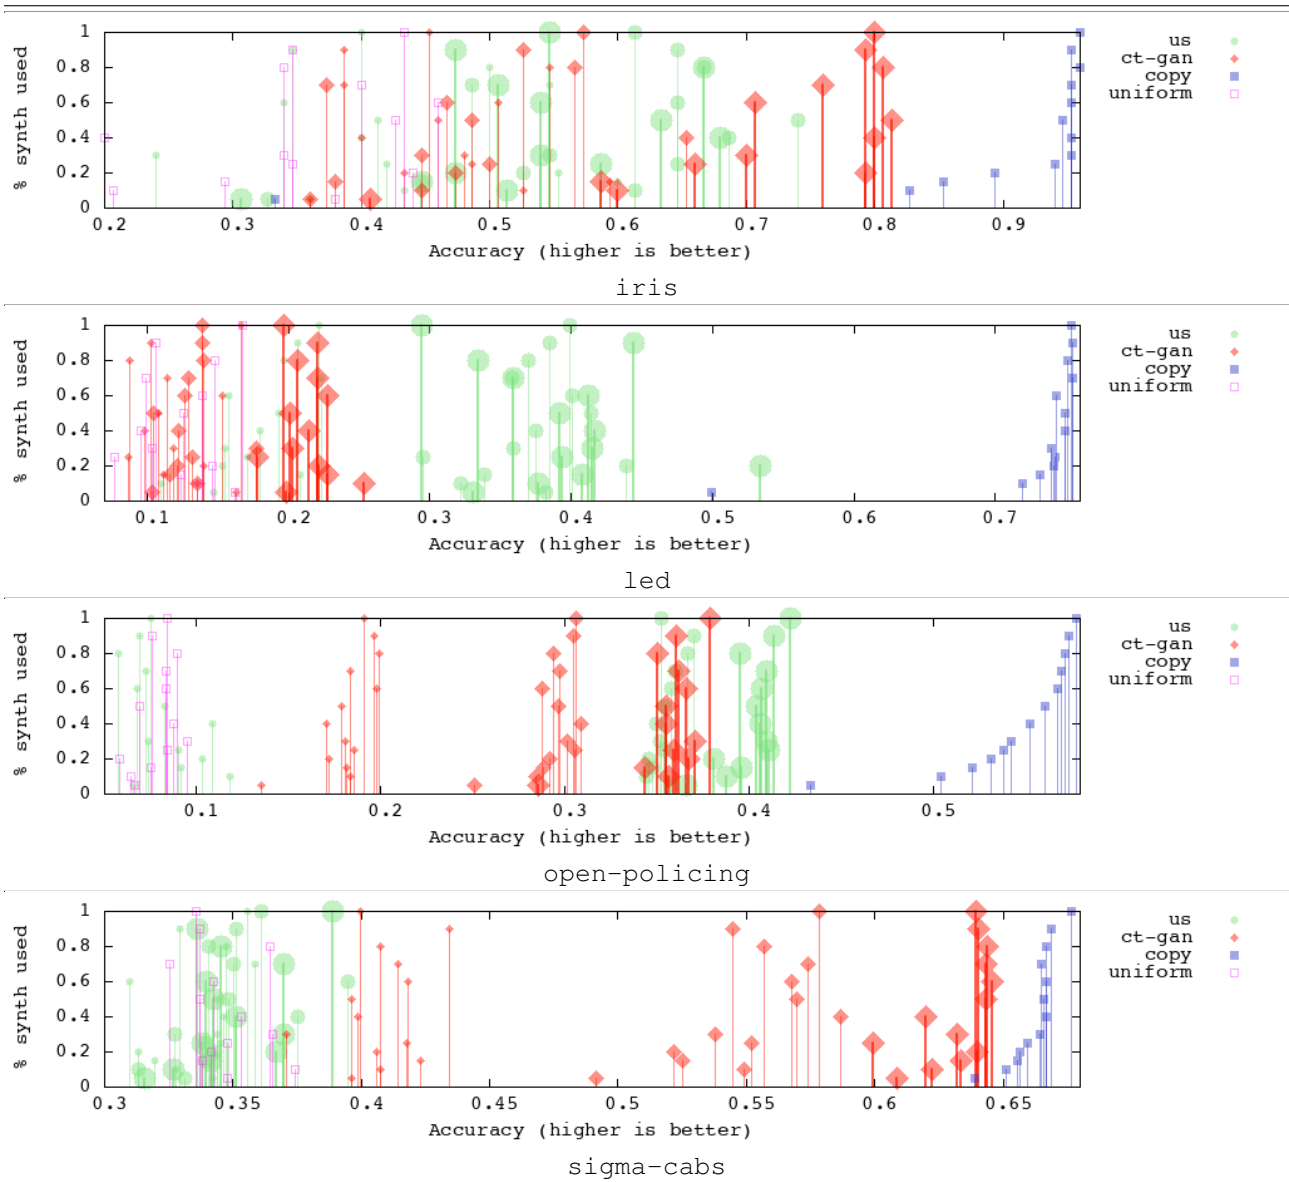 % synth used
1
0.8
0.6
0.4
0.2
0
0.2 0.3 0.4 0.5 0.6 0.7 0.8 0.9
Accuracy (higher is better)
us
ct-gan
copy
uniform
iris
% synth used
1
0.8
0.6
0.4
0.2
0
0.1 0.2 0.3 0.4 0.5 0.6 0.7
Accuracy (higher is better)
us
ct-gan
copy
uniform
led
% synth used
1
0.8
0.6
0.4
0.2
0
0.1 0.2 0.3 0.4 0.5
Accuracy (higher is better)
us
ct-gan
copy
uniform
open-policing
% synth used
1
0.8
0.6
0.4
0.2
0
0.3 0.35 0.4 0.45 0.5 0.55 0.6 0.65
Accuracy (higher is better)
us
ct-gan
copy
uniform
sigma-cabs